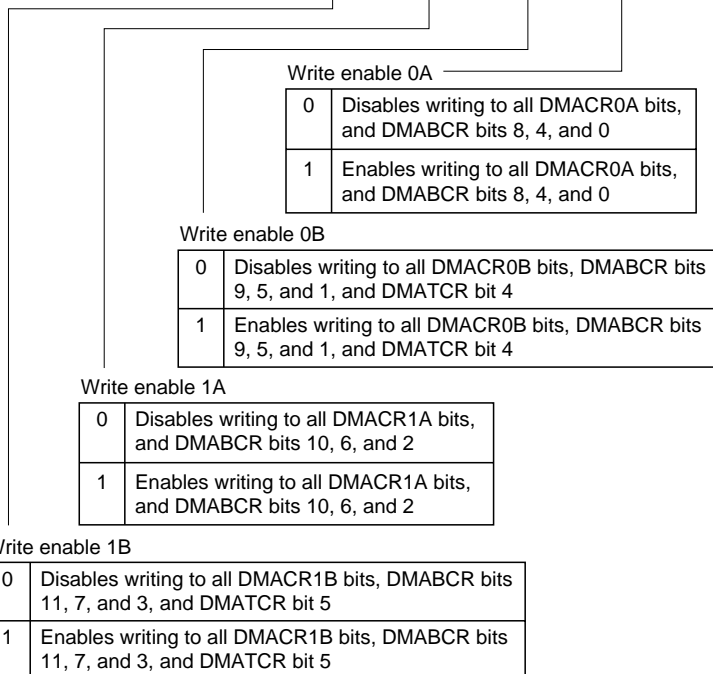 Write enable 0A
0 Disables writing to all DMACR0A bits,
and DMABCR bits 8, 4, and 0
1 Enables writing to all DMACR0A bits,
and DMABCR bits 8, 4, and 0
Write enable 0B
0 Disables writing to all DMACR0B bits, DMABCR bits
9, 5, and 1, and DMATCR bit 4
1 Enables writing to all DMACR0B bits, DMABCR bits
9, 5, and 1, and DMATCR bit 4
Write enable 1A
0 Disables writing to all DMACR1A bits,
and DMABCR bits 10, 6, and 2
1 Enables writing to all DMACR1A bits,
and DMABCR bits 10, 6, and 2
Write enable 1B
0 Disables writing to all DMACR1B bits, DMABCR bits
11, 7, and 3, and DMATCR bit 5
1 Enables writing to all DMACR1B bits, DMABCR bits
11, 7, and 3, and DMATCR bit 5